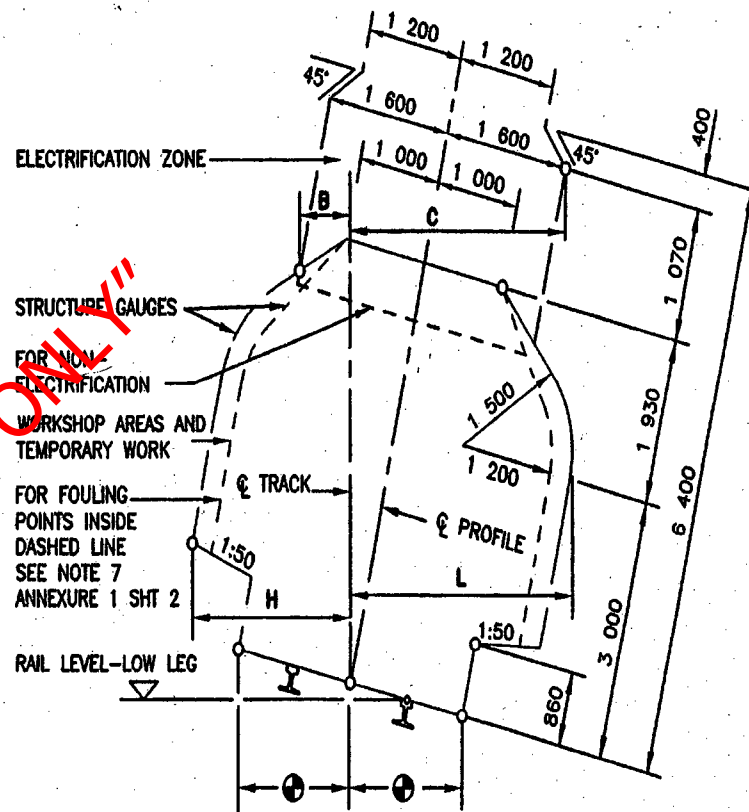 1 200
1 200
45°
1 600
1 600
45°
400
ELECTRIFICATION ZONE
1 000
1 000
B
C
1 070
STRUCTURE GAUGES
FOR NON-
ELECTRIFICATION
ONLY"
1 500
1 930
WORKSHOP AREAS AND
TEMPORARY WORK
1 200
6 400
℄ TRACK
FOR FOULING
POINTS INSIDE
DASHED LINE
SEE NOTE 7
ANNEXURE 1 SHT 2
℄ PROFILE
1:50
H
L
1:50
3 000
RAIL LEVEL-LOW LEG
860